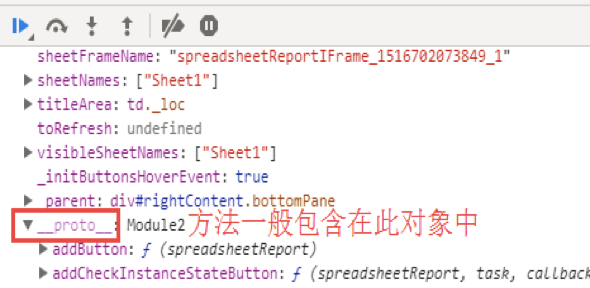 sheetFrameName: "spreadsheetReportIFrame_1516702073849_1"
sheetNames: ["Sheet1"]
titleArea: td._loc
toRefresh: undefined
visibleSheetNames: ["Sheet1"]
_initButtonsHoverEvent: true
_parent: div#rightContent.bottomPane
__proto__: Module2 方法一般包含在此对象中
addButton: ƒ (spreadsheetReport)
addCheckInstanceStateButton: ƒ (spreadsheetReport, task, callback